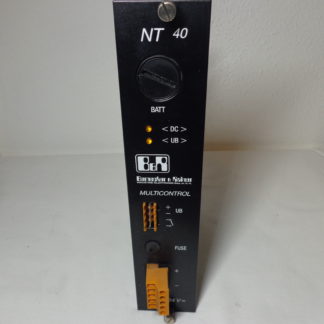 NT 40
BATT
< DC >
< UB >
B&R
Bernecker & Rainer
MULTICONTROL
+
UB
−
FUSE
+
−